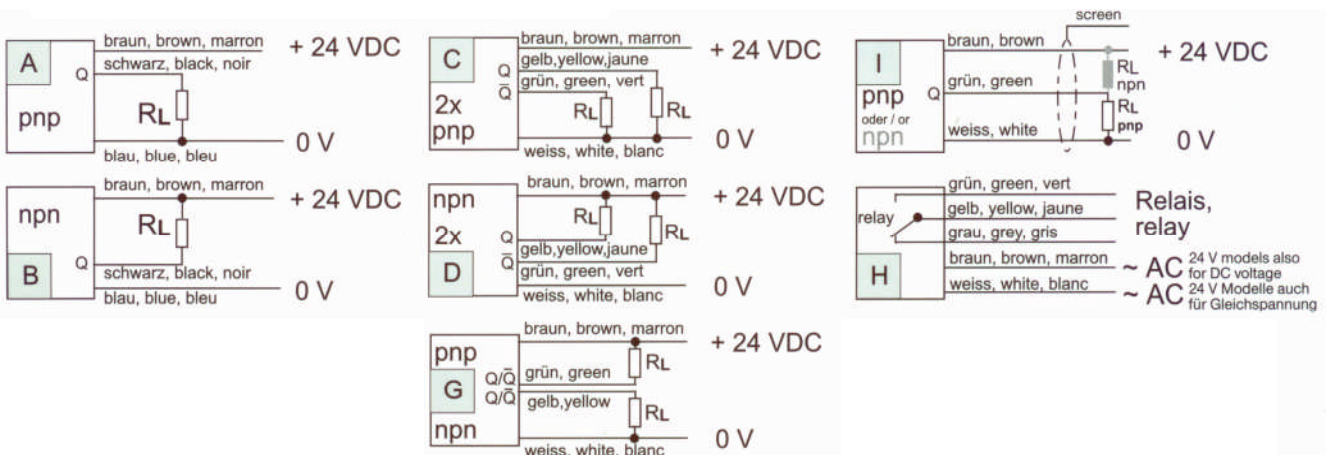 A
pnp
Q
braun, brown, marron
schwarz, black, noir
RL
blau, blue, bleu
+ 24 VDC
0 V
npn
B
Q
braun, brown, marron
RL
schwarz, black, noir
blau, blue, bleu
+ 24 VDC
0 V
C
2x
pnp
Q
Q̅
braun, brown, marron
gelb,yellow,jaune
grün, green, vert
RL
RL
weiss, white, blanc
+ 24 VDC
0 V
npn
2x
D
Q
Q̅
braun, brown, marron
RL
RL
gelb,yellow,jaune
grün, green, vert
weiss, white, blanc
+ 24 VDC
0 V
pnp
G
npn
Q/Q̅
Q/Q̅
braun, brown, marron
RL
grün, green
gelb,yellow
RL
weiss, white, blanc
+ 24 VDC
0 V
screen
I
pnp
oder / or
npn
Q
braun, brown
grün, green
weiss, white
RL
npn
RL
pnp
+ 24 VDC
0 V
relay
H
grün, green, vert
gelb, yellow, jaune
grau, grey, gris
braun, brown, marron
weiss, white, blanc
Relais,
relay
~ AC
~ AC
24 V models also
for DC voltage
24 V Modelle auch
für Gleichspannung